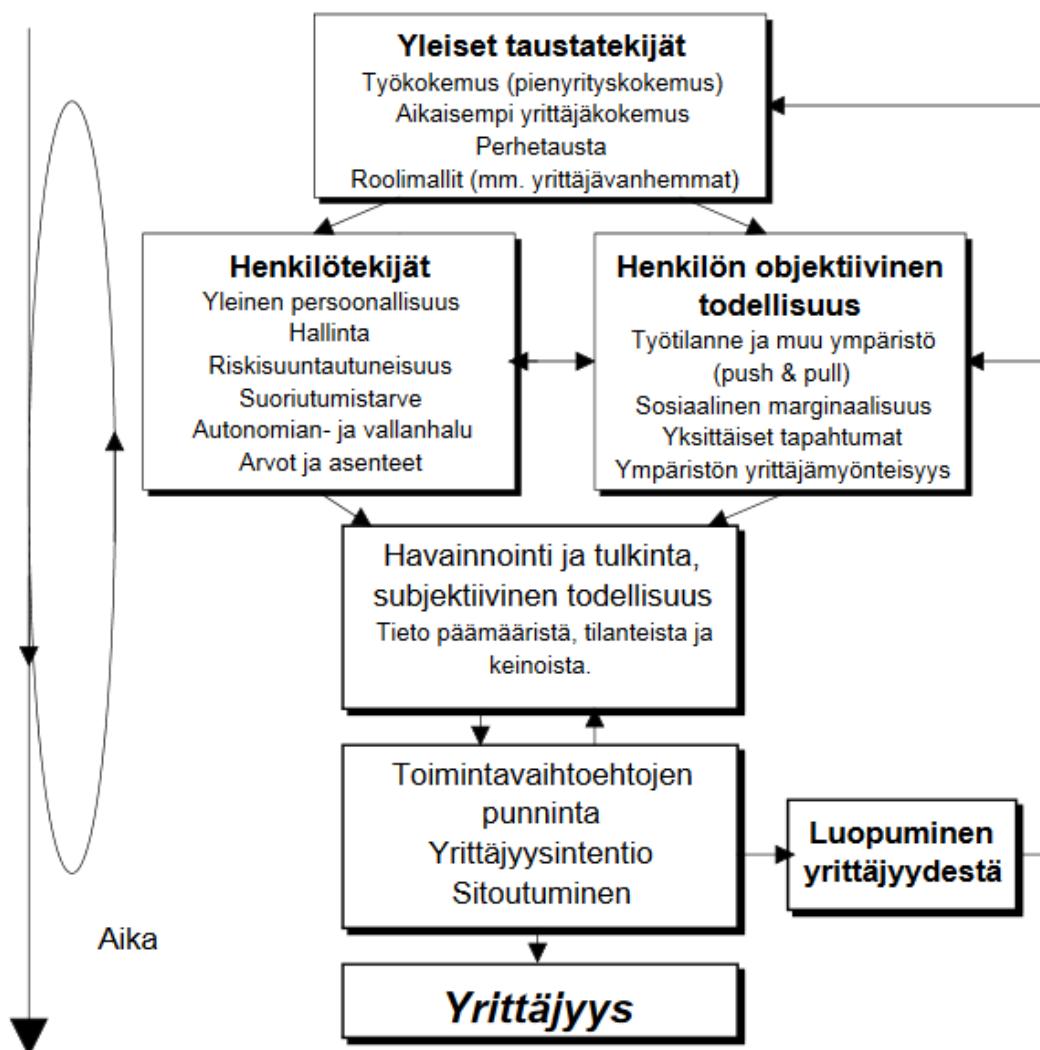 Yleiset taustatekijät
Työkokemus (pienyrityskokemus)
Aikaisempi yrittäjäkokemus
Perhetausta
Roolimallit (mm. yrittäjävanhemmat)
Henkilötekijät
Yleinen persoonallisuus
Hallinta
Riskisuuntautuneisuus
Suoriutumistarve
Autonomian- ja vallanhalu
Arvot ja asenteet
Henkilön objektiivinen
todellisuus
Työtilanne ja muu ympäristö
(push & pull)
Sosiaalinen marginaalisuus
Yksittäiset tapahtumat
Ympäristön yrittäjämyönteisyys
Havainnointi ja tulkinta,
subjektiivinen todellisuus
Tieto päämääristä, tilanteista ja
keinoista.
Toimintavaihtoehtojen
punninta
Yrittäjyysintentio
Sitoutuminen
Luopuminen
yrittäjyydestä
Aika
Yrittäjyys